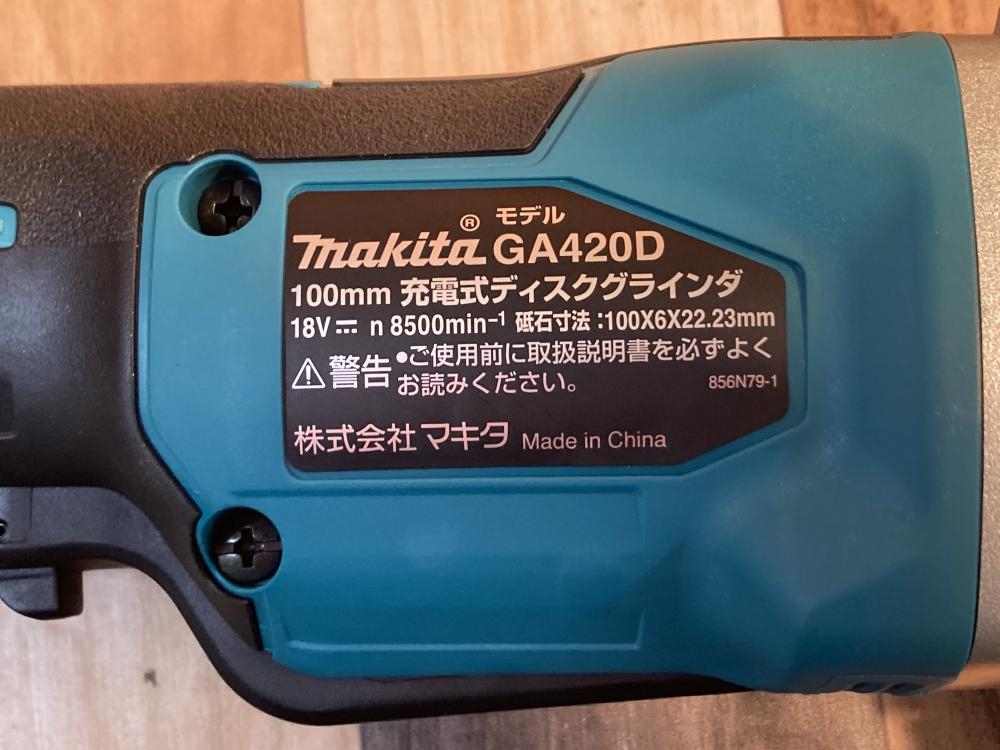 モデル
makita® GA420D
100mm 充電式ディスクグラインダ
18V⎓ n 8500min⁻¹ 砥石寸法:100X6X22.23mm
⚠警告 •ご使用前に取扱説明書を必ずよく
お読みください。 856N79-1
株式会社マキタ Made in China